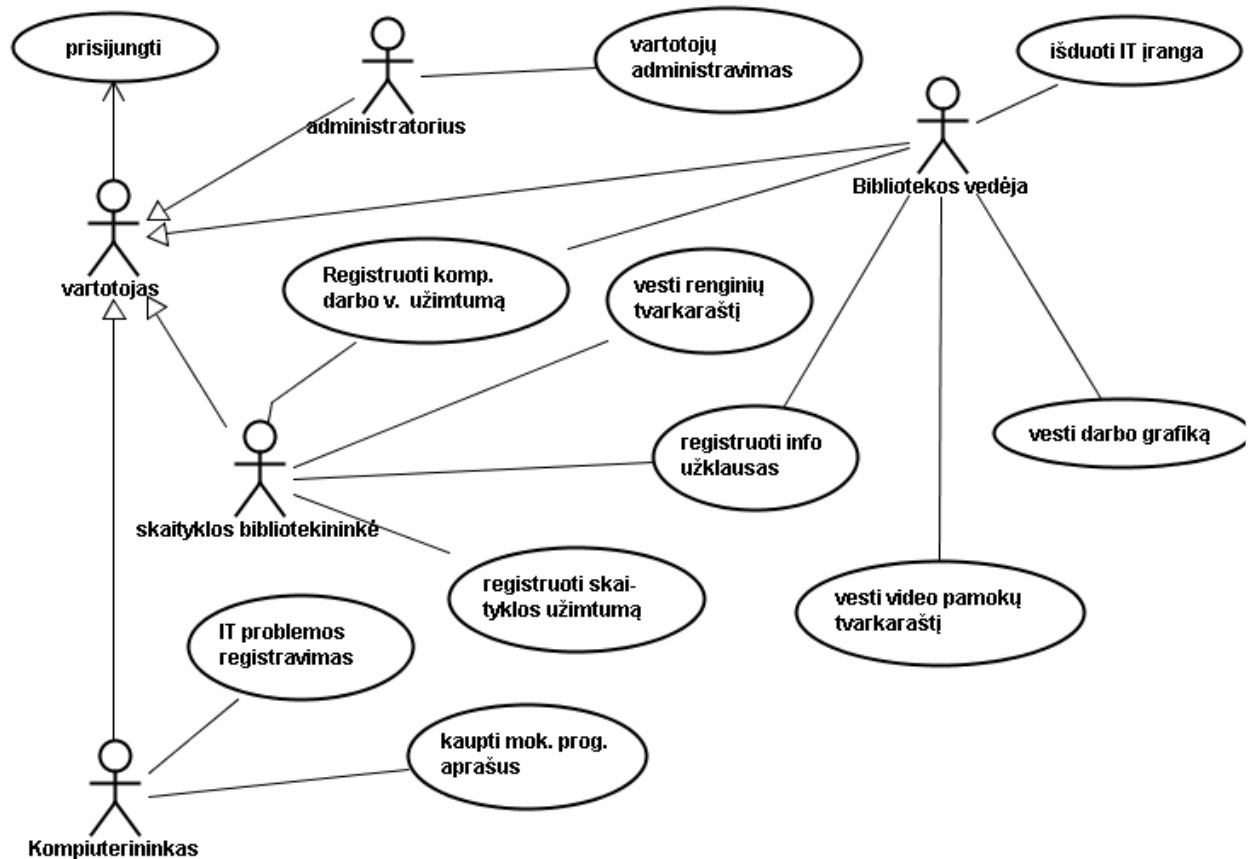 prisijungti
vartotojų
administravimas
išduoti IT įranga
administratorius
Bibliotekos vedėja
vartotojas
Registruoti komp.
darbo v. užimtumą
vesti renginių
tvarkaraštį
registruoti info
užklausas
vesti darbo grafiką
skaityklos bibliotekininkė
registruoti skai-
tyklos užimtumą
vesti video pamokų
tvarkaraštį
IT problemos
registravimas
kaupti mok. prog.
aprašus
Kompiuterininkas